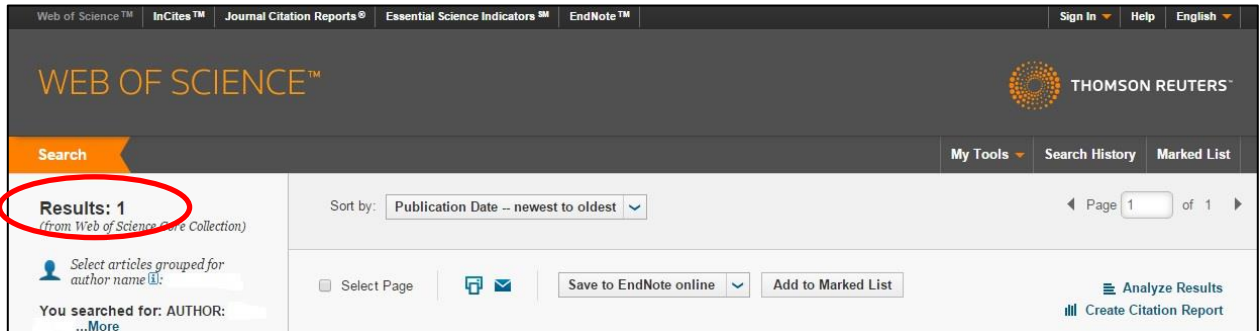 Web of Science™ InCites™ Journal Citation Reports® Essential Science Indicators℠ EndNote™ Sign In Help English
WEB OF SCIENCE™
THOMSON REUTERS™
Search My Tools Search History Marked List
Results: 1
(from Web of Science Core Collection)
Sort by: Publication Date -- newest to oldest
Page 1 of 1
Select articles grouped for
author name:
You searched for: AUTHOR:
...More
Select Page Save to EndNote online Add to Marked List
Analyze Results
Create Citation Report